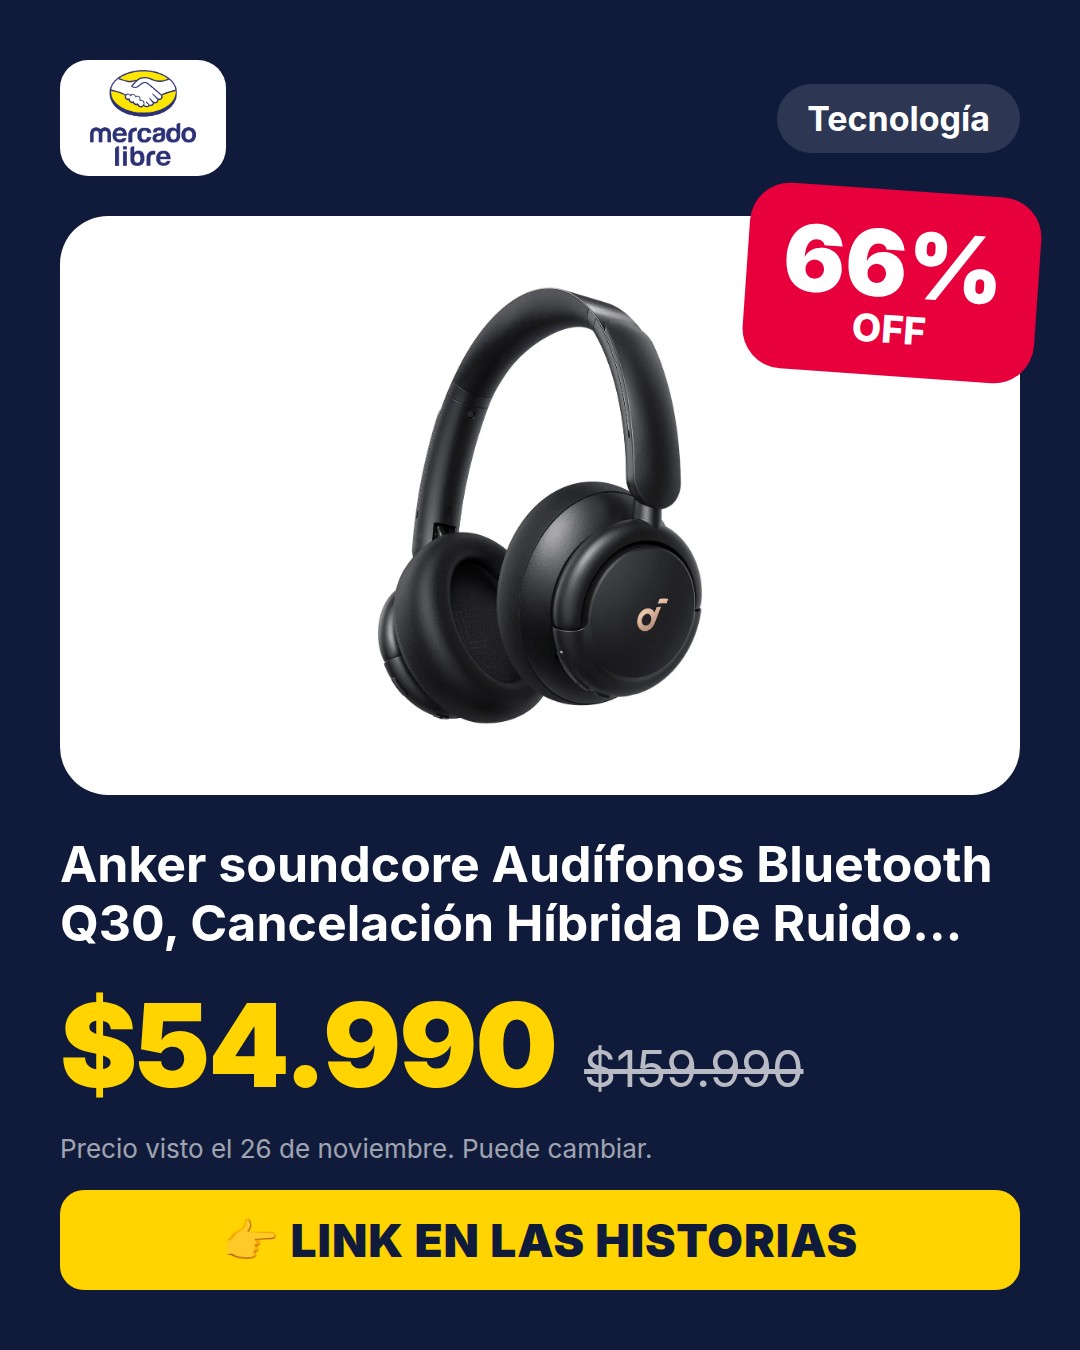 mercado
libre
Tecnología
66%
OFF
Anker soundcore Audífonos Bluetooth
Q30, Cancelación Híbrida De Ruido...
$54.990 $159.990
Precio visto el 26 de noviembre. Puede cambiar.
👉 LINK EN LAS HISTORIAS